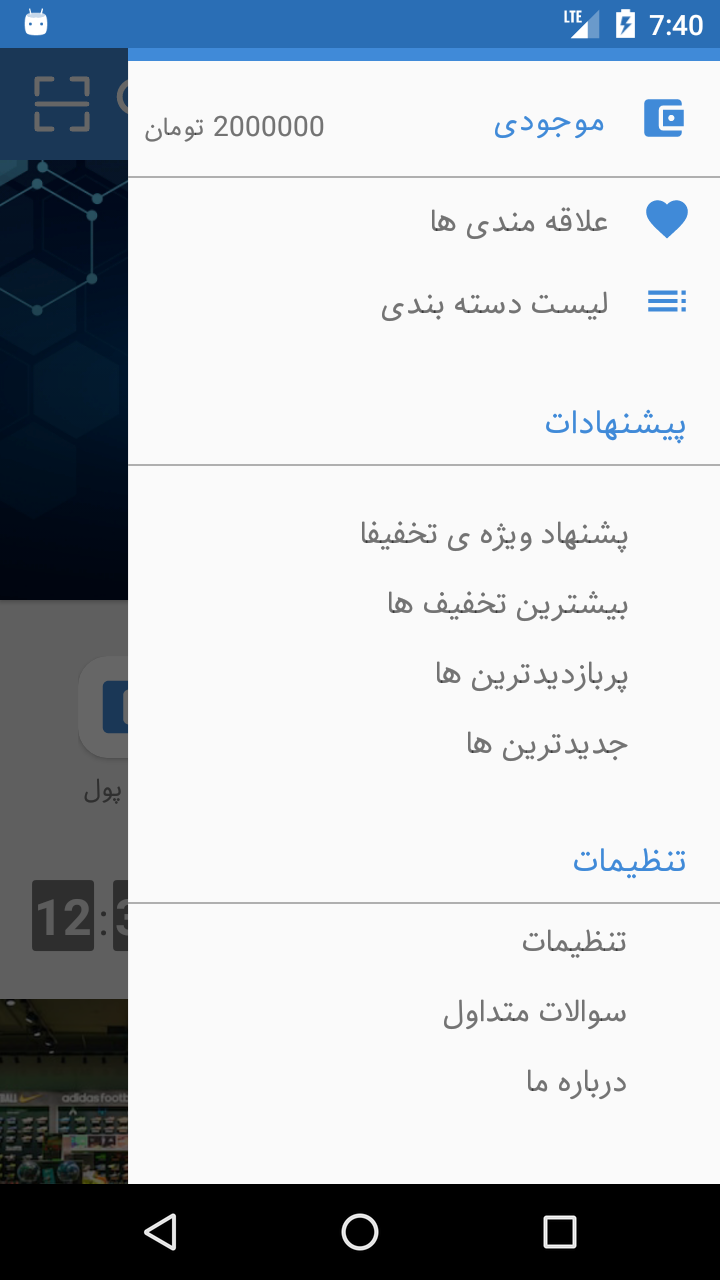 LTE 7:40
موجودی
2000000 تومان
علاقه مندی ها
لیست دسته بندی
پیشنهادات
پشنهاد ویژه ی تخفیفا
بیشترین تخفیف ها
پربازدیدترین ها
جدیدترین ها
پول
تنظیمات
12:3
تنظیمات
سوالات متداول
درباره ما
adidas footb